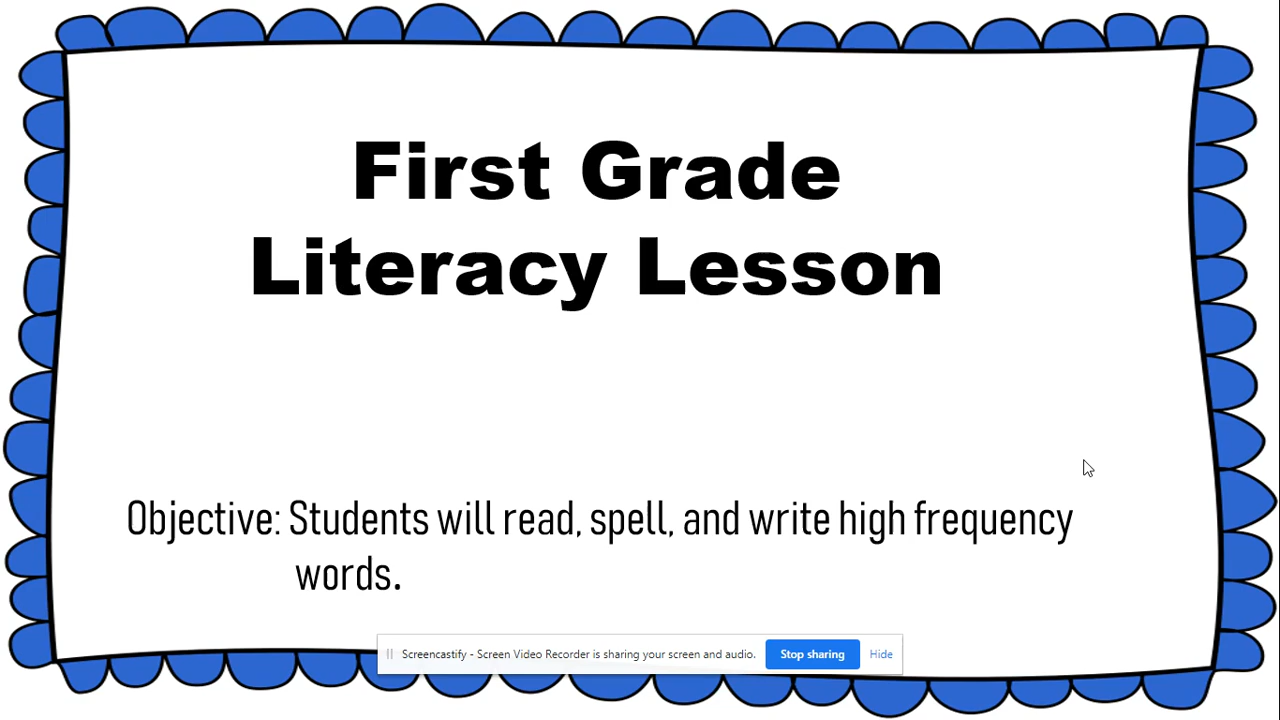 First Grade
Literacy Lesson
Objective: Students will read, spell, and write high frequency
words.
Screencastify - Screen Video Recorder is sharing your screen and audio. Stop sharing Hide